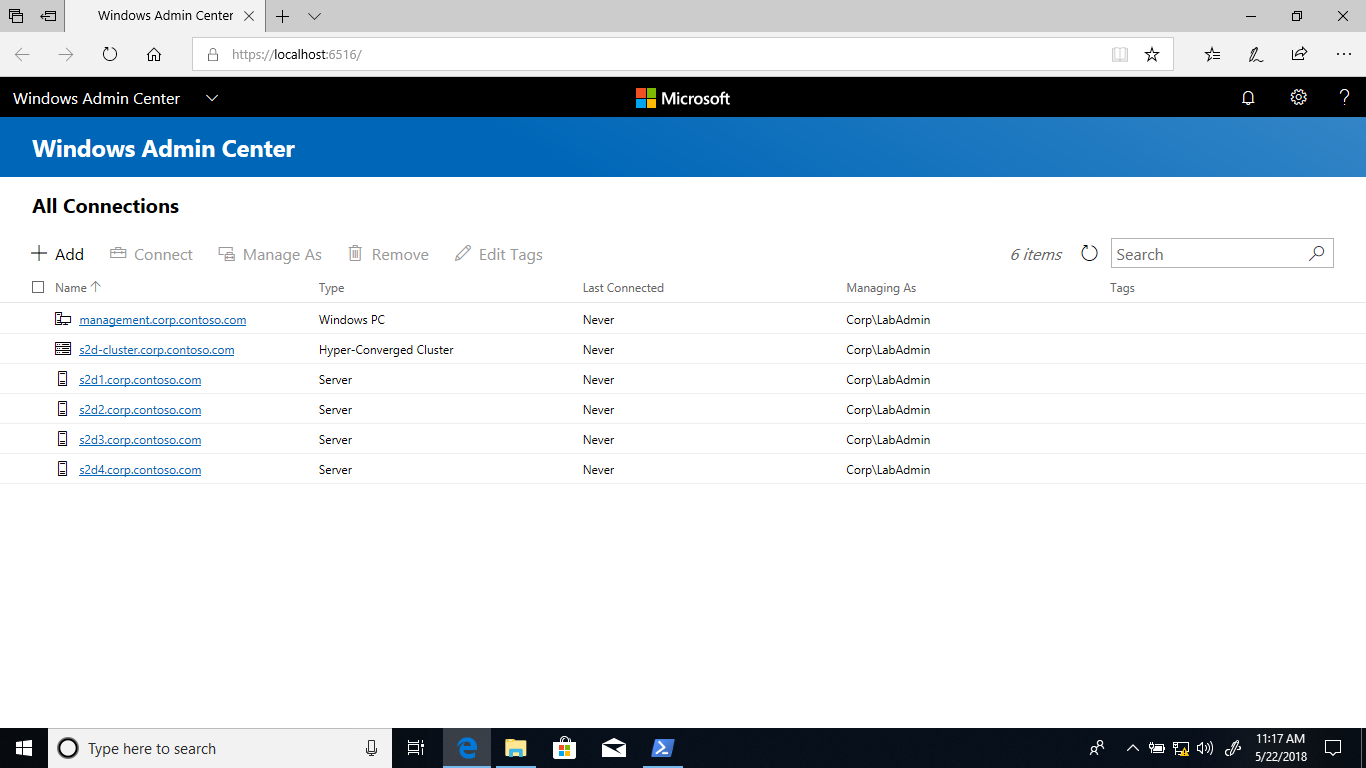 Windows Admin Center
https://localhost:6516/
Windows Admin Center
Microsoft
?
Windows Admin Center
All Connections
Add Connect Manage As Remove Edit Tags 6 items Search
Name Type Last Connected Managing As Tags
management.corp.contoso.com Windows PC Never Corp\LabAdmin
s2d-cluster.corp.contoso.com Hyper-Converged Cluster Never Corp\LabAdmin
s2d1.corp.contoso.com Server Never Corp\LabAdmin
s2d2.corp.contoso.com Server Never Corp\LabAdmin
s2d3.corp.contoso.com Server Never Corp\LabAdmin
s2d4.corp.contoso.com Server Never Corp\LabAdmin
Type here to search
11:17 AM
5/22/2018